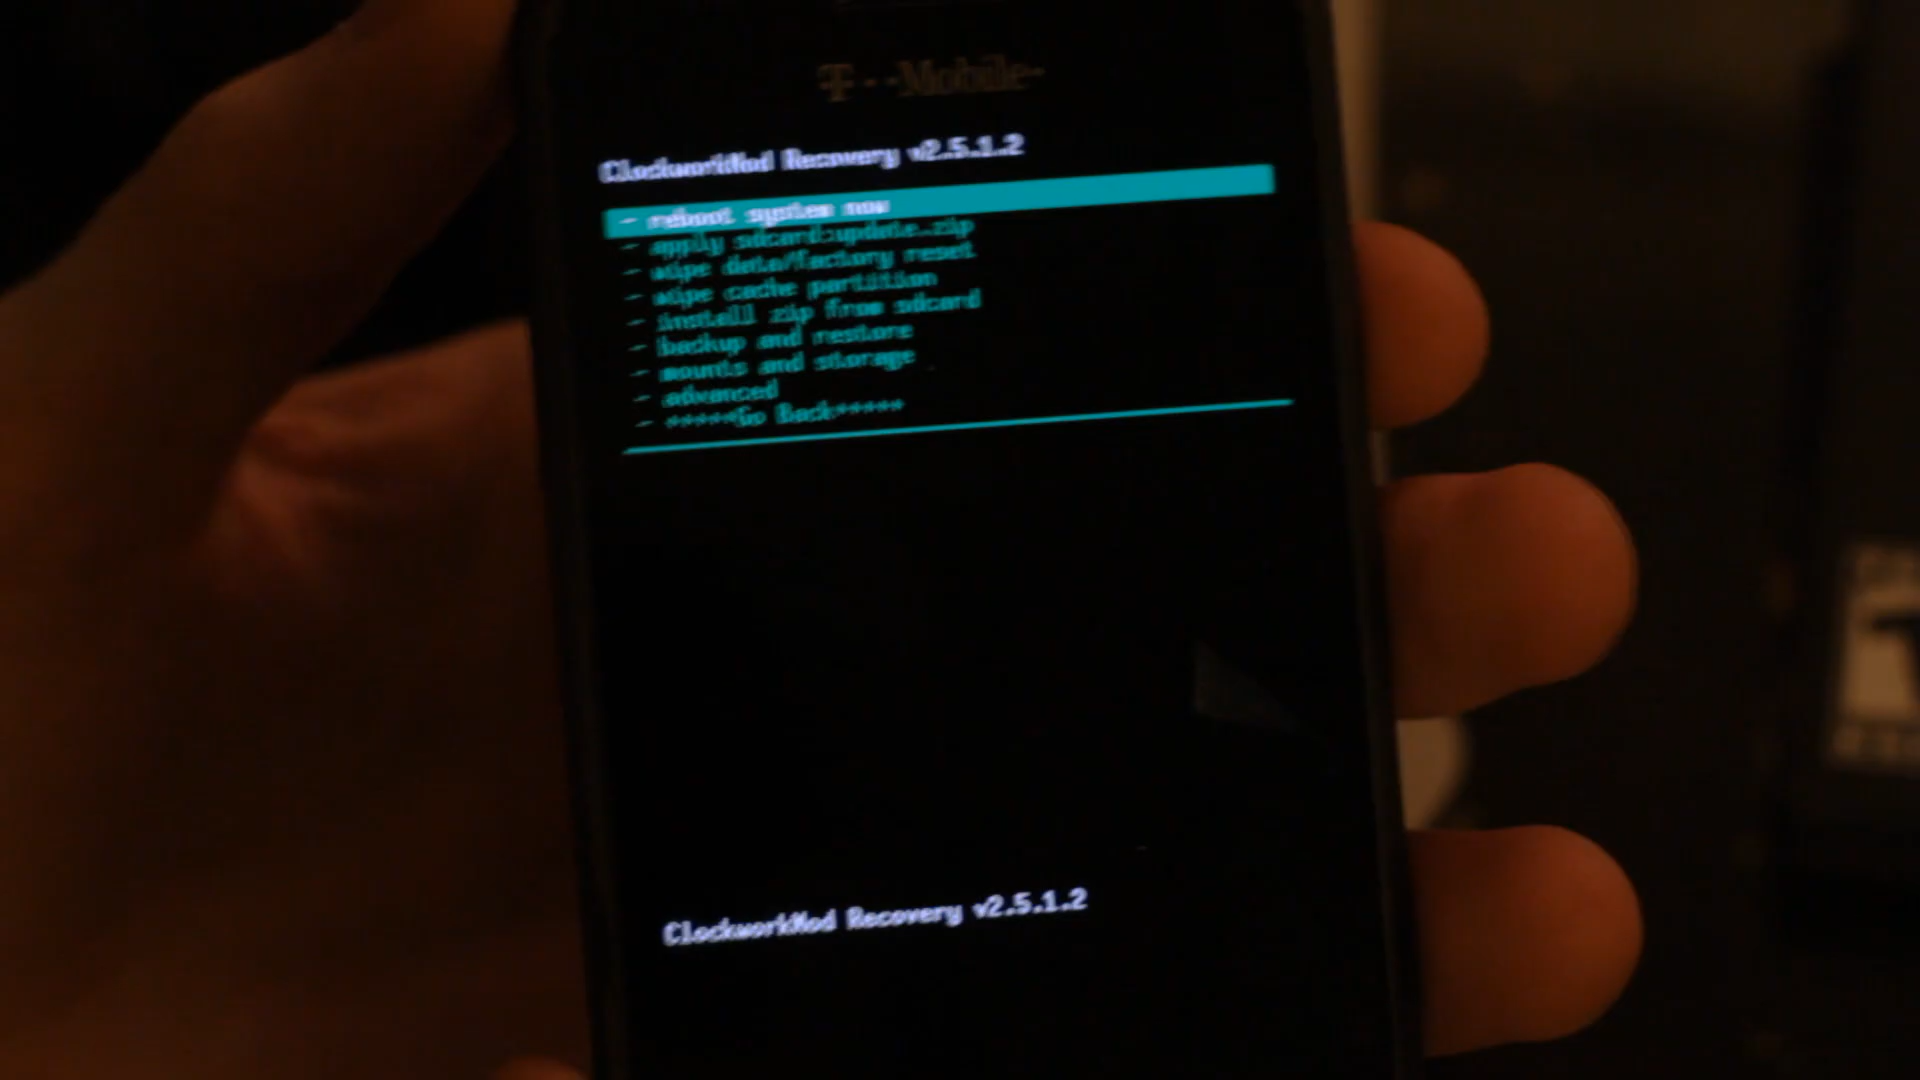 T - -Mobile-
ClockworkMod Recovery v2.5.1.2
- reboot system now
- apply sdcard:update.zip
- wipe data/factory reset
- wipe cache partition
- install zip from sdcard
- backup and restore
- mounts and storage
- advanced
- *****Go Back*****
ClockworkMod Recovery v2.5.1.2